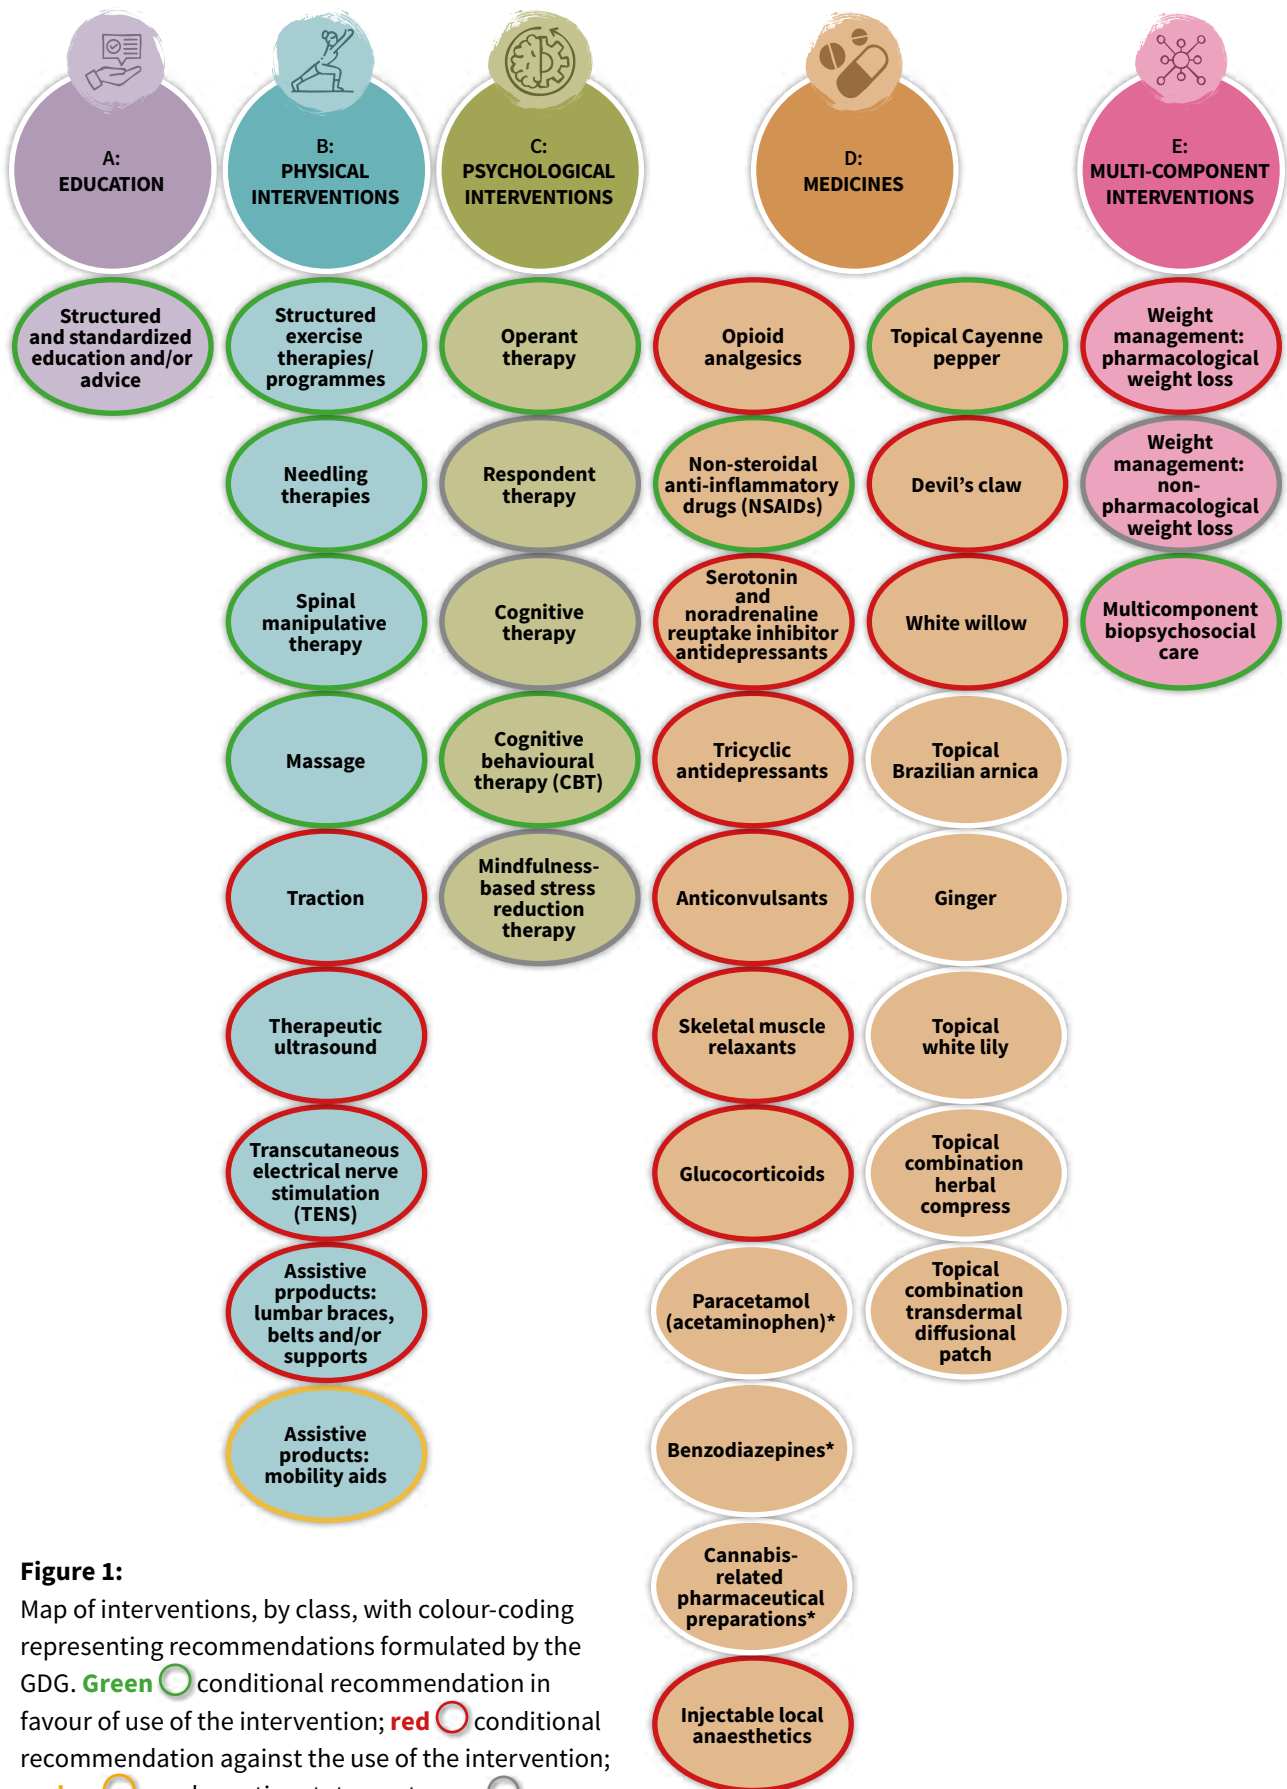 A:
EDUCATION
B:
PHYSICAL
INTERVENTIONS
C:
PSYCHOLOGICAL
INTERVENTIONS
D:
MEDICINES
E:
MULTI-COMPONENT
INTERVENTIONS
Structured
and standardized
education and/or
advice
Structured
exercise
therapies/
programmes
Needling
therapies
Spinal
manipulative
therapy
Massage
Traction
Therapeutic
ultrasound
Transcutaneous
electrical nerve
stimulation
(TENS)
Assistive
prpoducts:
lumbar braces,
belts and/or
supports
Assistive
products:
mobility aids
Operant
therapy
Respondent
therapy
Cognitive
therapy
Cognitive
behavioural
therapy (CBT)
Mindfulness-
based stress
reduction
therapy
Opioid
analgesics
Non-steroidal
anti-inflammatory
drugs (NSAIDs)
Serotonin
and
noradrenaline
reuptake inhibitor
antidepressants
Tricyclic
antidepressants
Anticonvulsants
Skeletal muscle
relaxants
Glucocorticoids
Paracetamol
(acetaminophen)*
Benzodiazepines*
Cannabis-
related
pharmaceutical
preparations*
Injectable local
anaesthetics
Topical Cayenne
pepper
Devil's claw
White willow
Topical
Brazilian arnica
Ginger
Topical
white lily
Topical
combination
herbal
compress
Topical
combination
transdermal
diffusional
patch
Weight
management:
pharmacological
weight loss
Weight
management:
non-
pharmacological
weight loss
Multicomponent
biopsychosocial
care
Figure 1:
Map of interventions, by class, with colour-coding
representing recommendations formulated by the
GDG. Green conditional recommendation in
favour of use of the intervention; red conditional
recommendation against the use of the intervention;